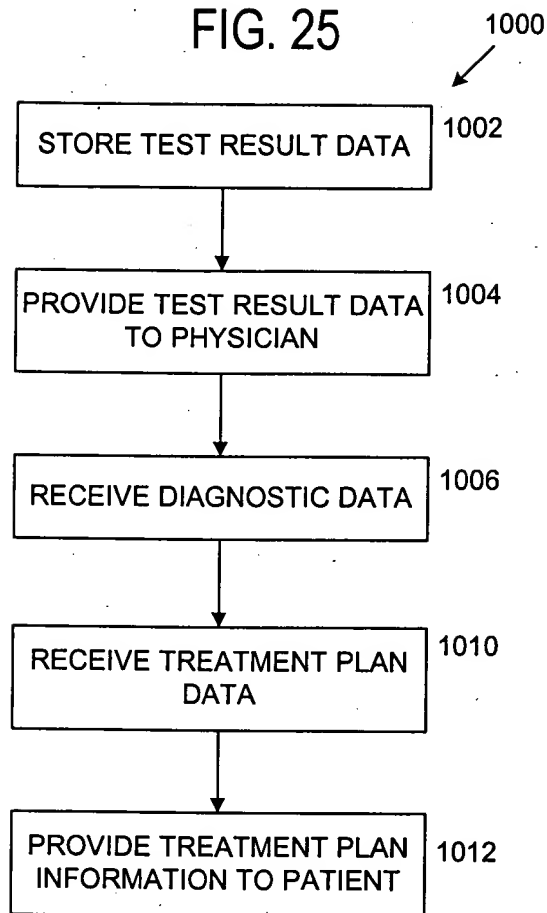 FIG. 25
1000
STORE TEST RESULT DATA
1002
PROVIDE TEST RESULT DATA
TO PHYSICIAN
1004
RECEIVE DIAGNOSTIC DATA
1006
RECEIVE TREATMENT PLAN
DATA
1010
PROVIDE TREATMENT PLAN
INFORMATION TO PATIENT
1012